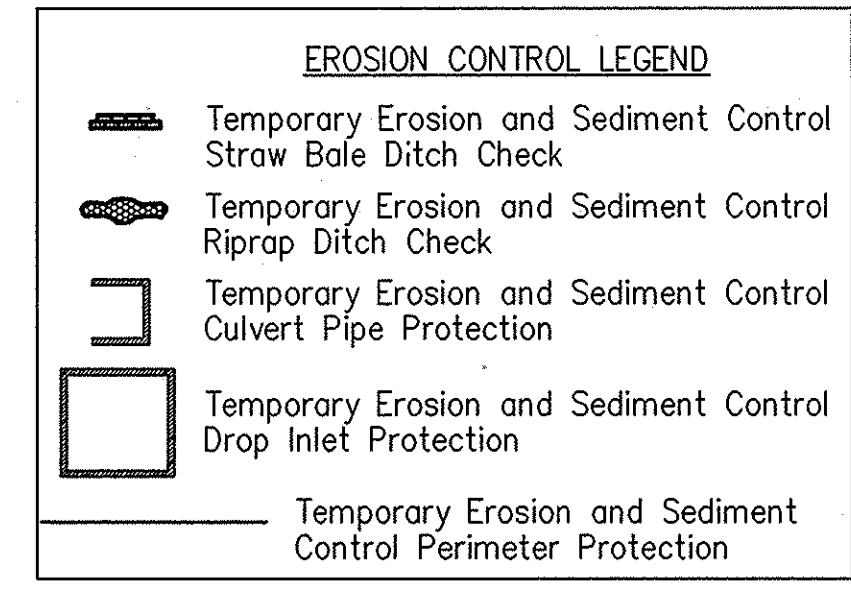 EROSION CONTROL LEGEND
Temporary Erosion and Sediment Control
Straw Bale Ditch Check
Temporary Erosion and Sediment Control
Riprap Ditch Check
Temporary Erosion and Sediment Control
Culvert Pipe Protection
Temporary Erosion and Sediment Control
Drop Inlet Protection
Temporary Erosion and Sediment
Control Perimeter Protection